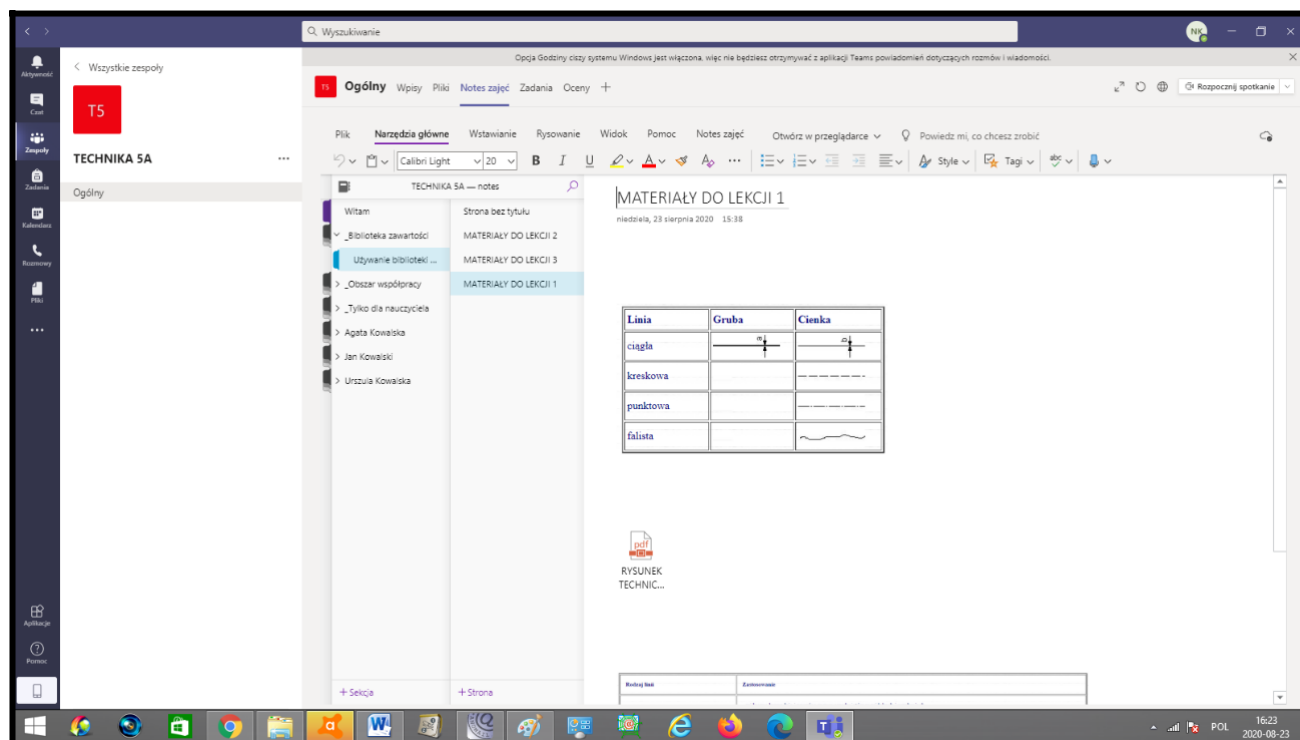 Wyszukiwanie
NK
Opcja Godziny ciszy systemu Windows jest włączona, więc nie będziesz otrzymywać z aplikacji Teams powiadomień dotyczących rozmów i wiadomości.
Aktywność
Czat
Zespoły
Zadania
Kalendarz
Rozmowy
Pliki
Aplikacje
Pomoc
Wszystkie zespoły
T5
TECHNIKA 5A
Ogólny
T5 Ogólny Wpisy Pliki Notes zajęć Zadania Oceny
Rozpocznij spotkanie
Plik Narzędzia główne Wstawianie Rysowanie Widok Pomoc Notes zajęć Otwórz w przeglądarce Powiedz mi, co chcesz zrobić
Calibri Light 20 B I U Style Tagi
TECHNIKA 5A — notes
Witam
_Biblioteka zawartości
Używanie biblioteki ...
_Obszar współpracy
_Tylko dla nauczyciela
Agata Kowalska
Jan Kowalski
Urszula Kowalska
+ Sekcja
Strona bez tytułu
MATERIAŁY DO LEKCJI 2
MATERIAŁY DO LEKCJI 3
MATERIAŁY DO LEKCJI 1
+ Strona
MATERIAŁY DO LEKCJI 1
niedziela, 23 sierpnia 2020 15:38
Linia Gruba Cienka
ciągła
kreskowa
punktowa
falista
pdf
RYSUNEK
TECHNIC...
Rodzaj linii Zastosowanie
POL
16:23
2020-08-23